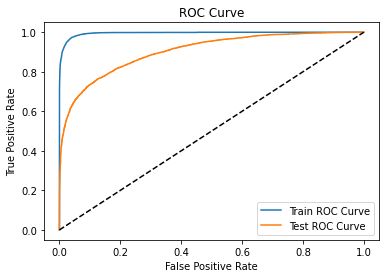 ROC Curve
True Positive Rate
1.0
0.8
0.6
0.4
0.2
0.0
Train ROC Curve
Test ROC Curve
0.0 0.2 0.4 0.6 0.8 1.0
False Positive Rate